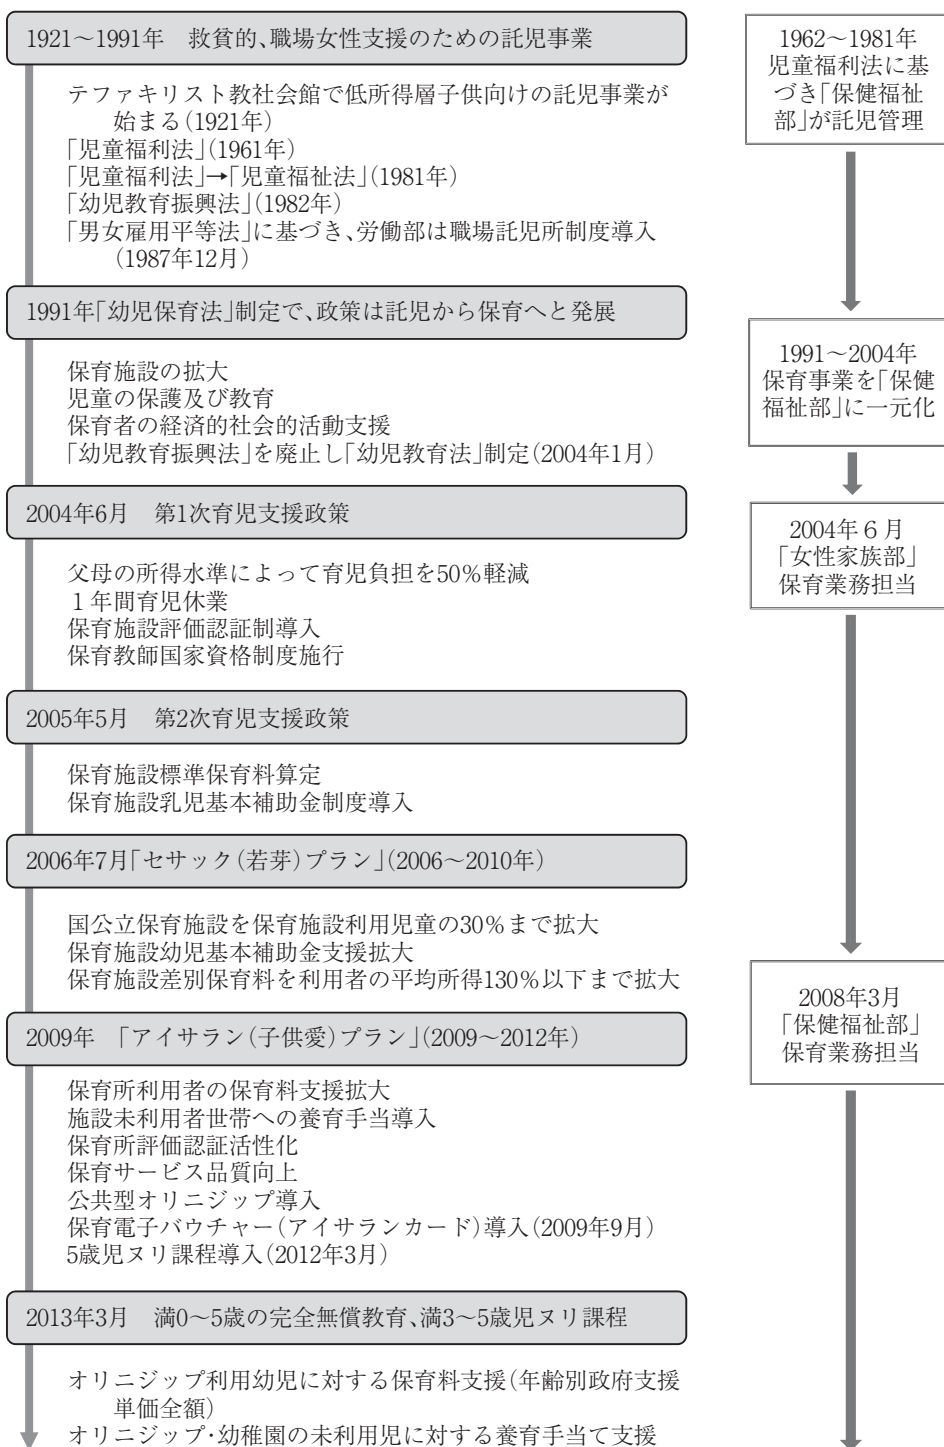 1921～1991年　救貧的、職場女性支援のための託児事業
テファキリスト教社会館で低所得層子供向けの託児事業が
始まる（1921年）
「児童福利法」（1961年）
「児童福利法」→「児童福祉法」（1981年）
「幼児教育振興法」（1982年）
「男女雇用平等法」に基づき、労働部は職場託児所制度導入
（1987年12月）
1991年「幼児保育法」制定で、政策は託児から保育へと発展
保育施設の拡大
児童の保護及び教育
保育者の経済的社会的活動支援
「幼児教育振興法」を廃止し「幼児教育法」制定（2004年1月）
2004年6月　第1次育児支援政策
父母の所得水準によって育児負担を50％軽減
１年間育児休業
保育施設評価認証制導入
保育教師国家資格制度施行
2005年5月　第2次育児支援政策
保育施設標準保育料算定
保育施設乳児基本補助金制度導入
2006年7月「セサック（若芽）プラン」（2006～2010年）
国公立保育施設を保育施設利用児童の30％まで拡大
保育施設幼児基本補助金支援拡大
保育施設差別保育料を利用者の平均所得130％以下まで拡大
2009年　「アイサラン（子供愛）プラン」（2009～2012年）
保育所利用者の保育料支援拡大
施設未利用者世帯への養育手当導入
保育所評価認証活性化
保育サービス品質向上
公共型オリニジップ導入
保育電子バウチャー（アイサランカード）導入（2009年9月）
5歳児ヌリ課程導入（2012年3月）
2013年3月　満0～5歳の完全無償教育、満3～5歳児ヌリ課程
オリニジップ利用幼児に対する保育料支援（年齢別政府支援
単価全額）
オリニジップ・幼稚園の未利用児に対する養育手当て支援
1962～1981年
児童福利法に基
づき「保健福祉
部」が託児管理
1991～2004年
保育事業を「保健
福祉部」に一元化
2004年６月
「女性家族部」
保育業務担当
2008年3月
「保健福祉部」
保育業務担当